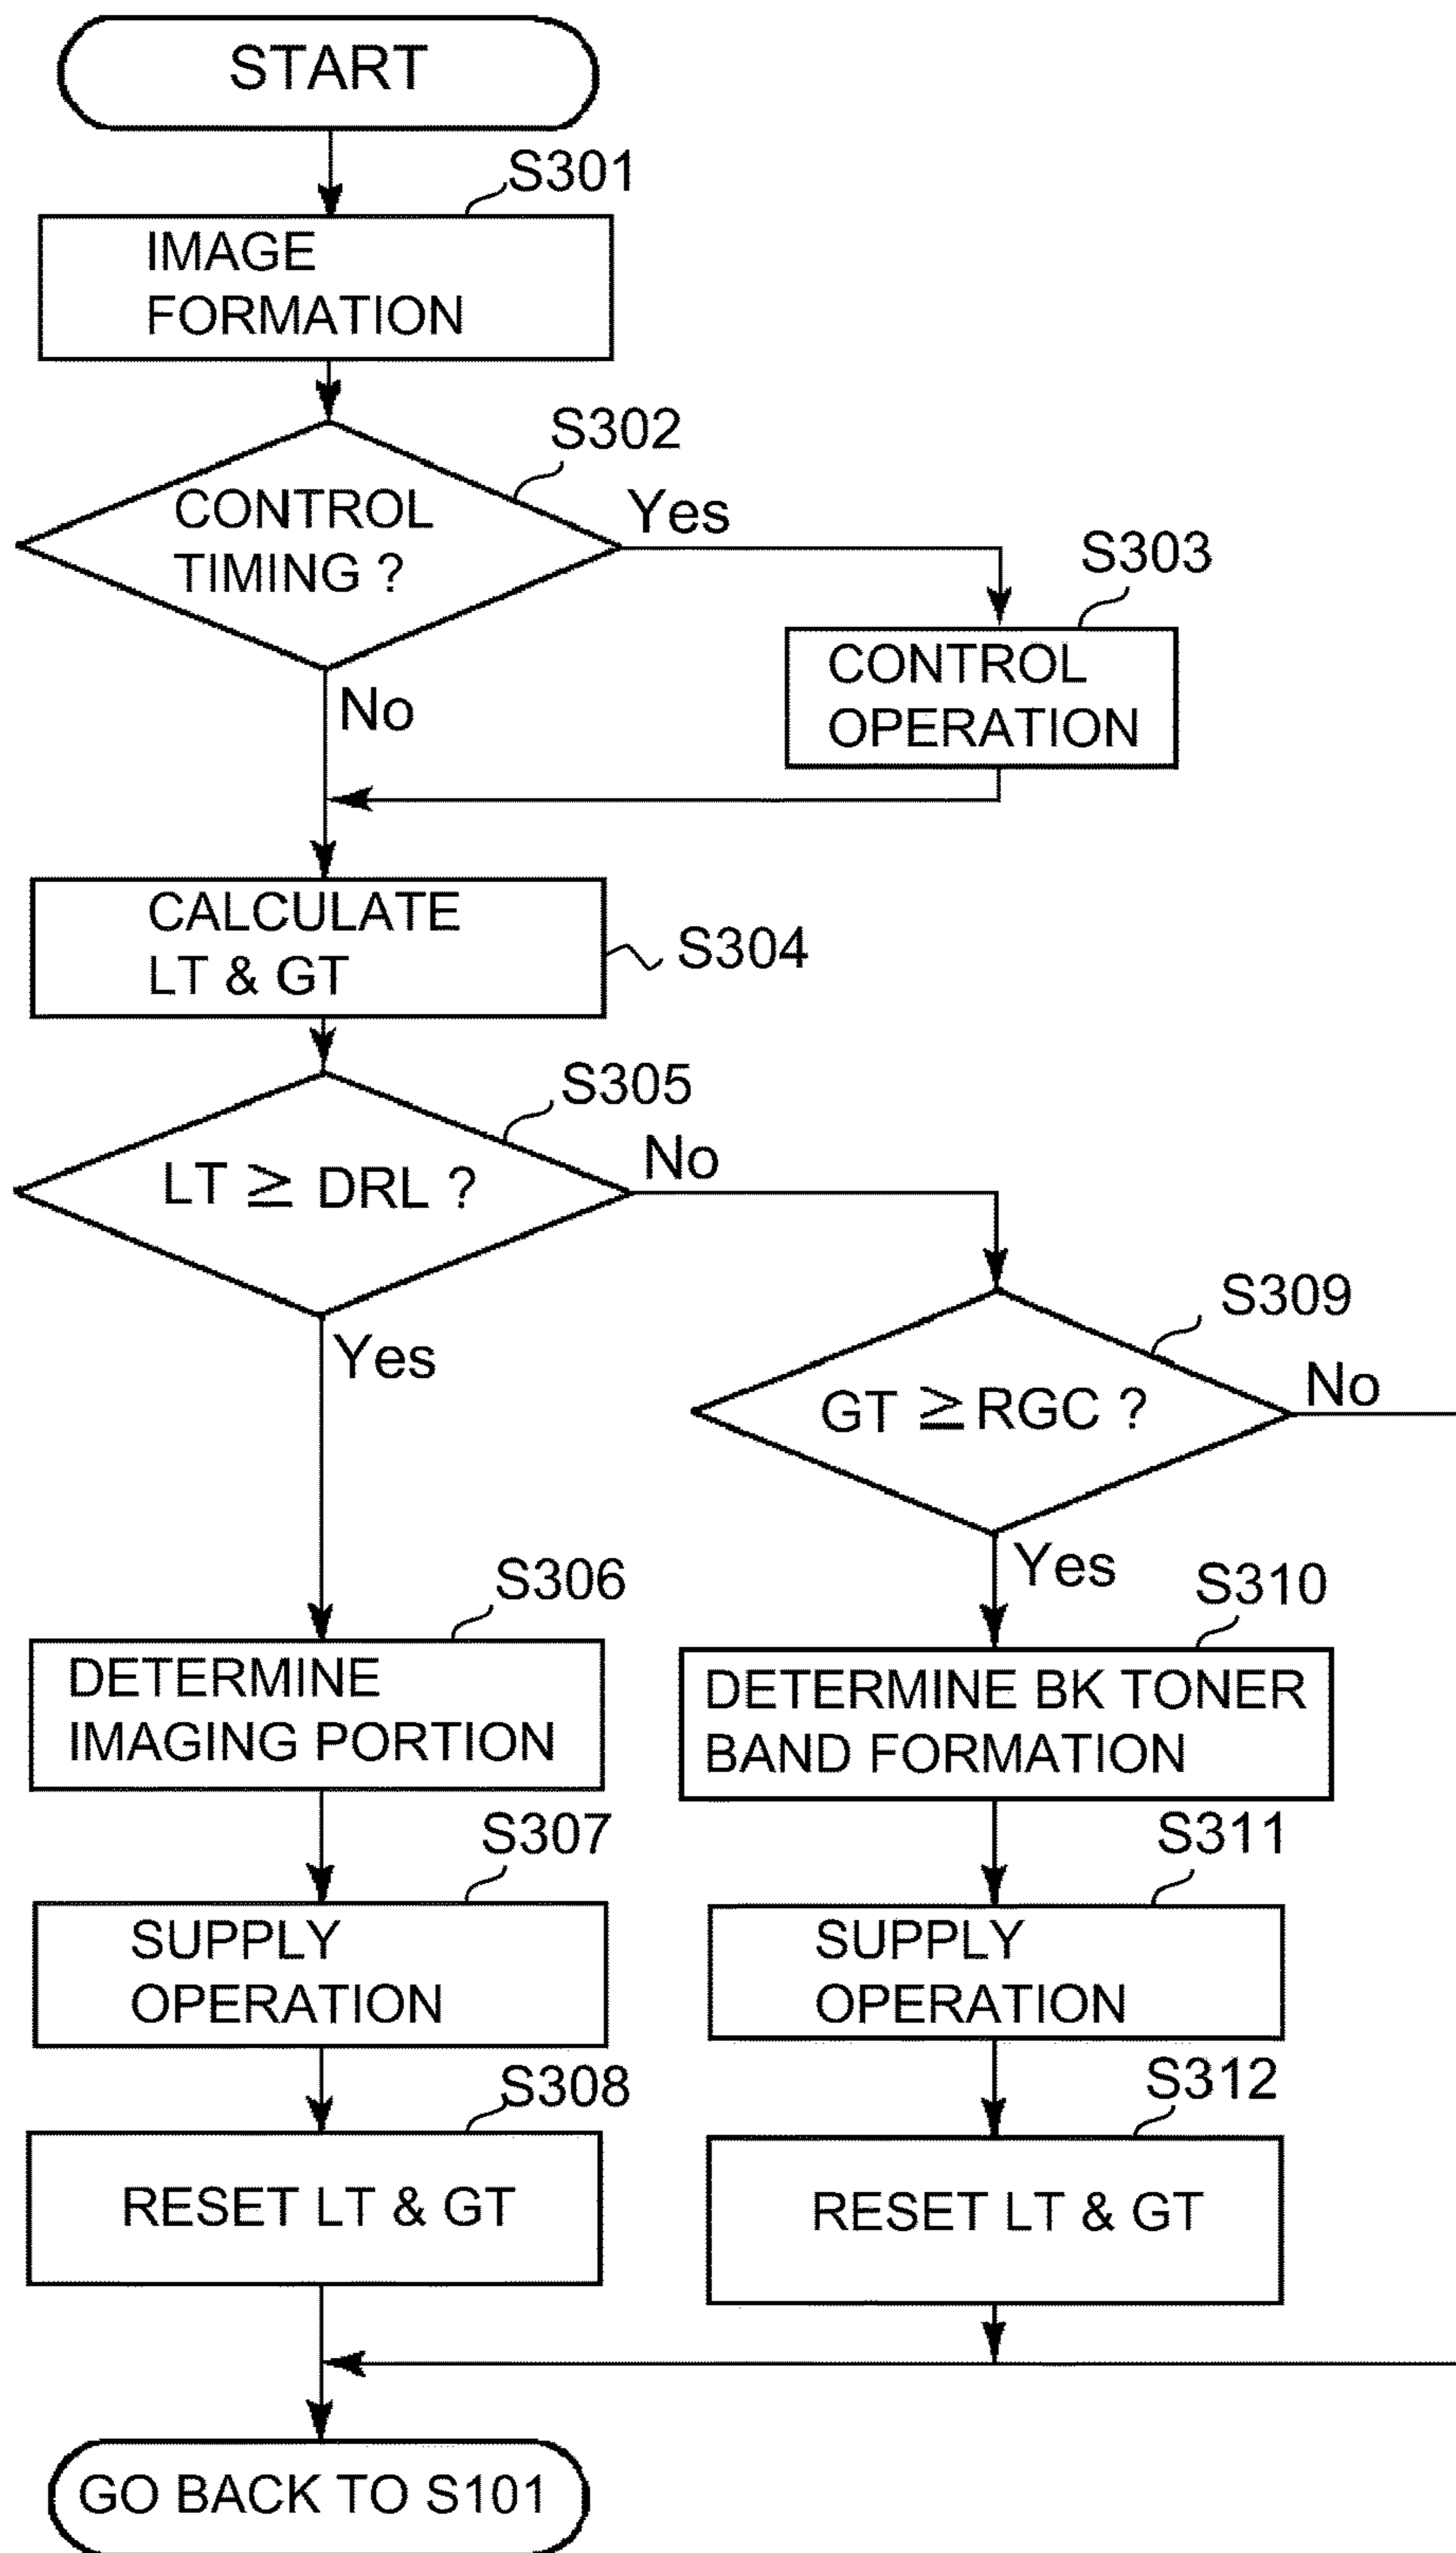 START
S301
IMAGE
FORMATION
S302
CONTROL
TIMING ?
Yes
No
S303
CONTROL
OPERATION
CALCULATE
LT & GT
S304
S305
LT ≧ DRL ?
No
Yes
S309
GT ≧ RGC ?
No
Yes
S306
DETERMINE
IMAGING PORTION
S310
DETERMINE BK TONER
BAND FORMATION
S307
SUPPLY
OPERATION
S311
SUPPLY
OPERATION
S308
RESET LT & GT
S312
RESET LT & GT
GO BACK TO S101